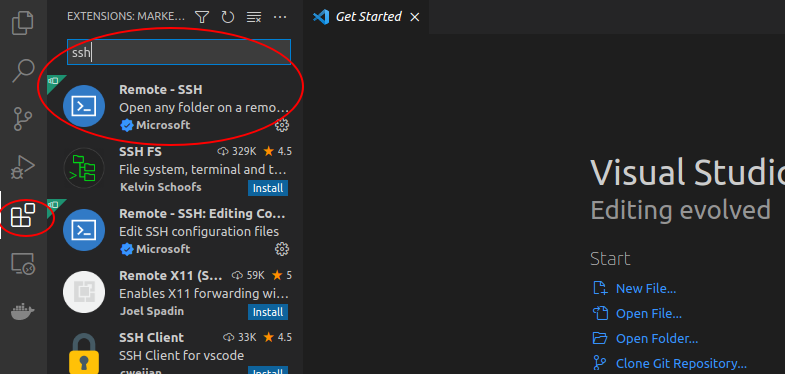 EXTENSIONS: MARKE...
Get Started
ssh
Remote - SSH
Open any folder on a remo...
Microsoft
SSH FS 329K 4.5
File system, terminal and t...
Kelvin Schoofs Install
Remote - SSH: Editing Co...
Edit SSH configuration files
Microsoft
Remote X11 (S... 59K 5
Enables X11 forwarding wi...
Joel Spadin Install
SSH Client 33K 4.5
SSH Client for vscode
cweijan
Install
Visual Studi
Editing evolved
Start
New File...
Open File...
Open Folder...
Clone Git Repository...